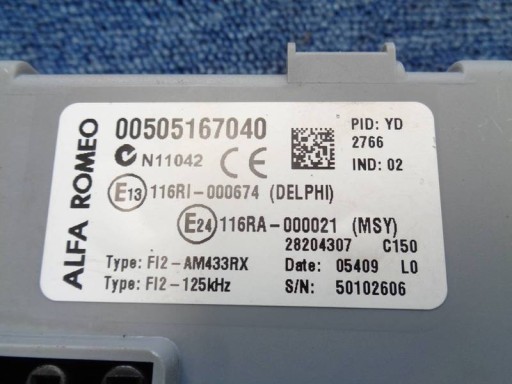 ALFA ROMEO
00505167040
PID: YD
2766
N11042 CE
IND: 02
E13 116RI-000674 (DELPHI)
E24 116RA-000021 (MSY)
28204307 C150
Type: FI2-AM433RX
Date: 05409 L0
Type: FI2-125kHz
S/N: 50102606